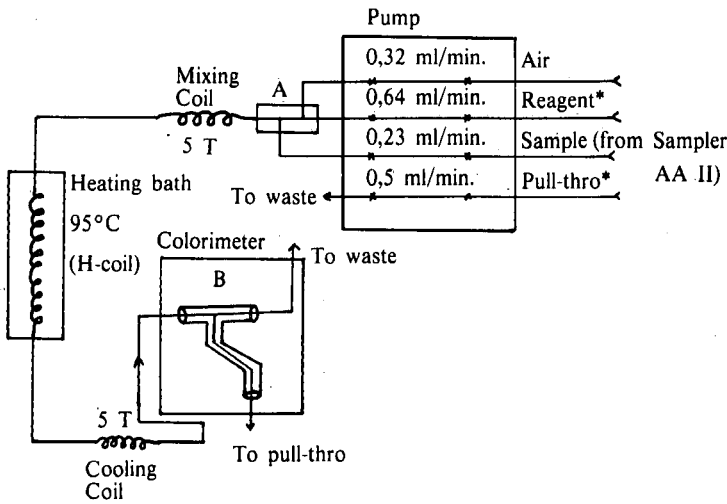 Pump
0,32 ml/min. Air
Mixing
Coil
A
0,64 ml/min. Reagent*
5 T
0,23 ml/min. Sample (from Sampler
AA II)
Heating bath
0,5 ml/min. Pull-thro*
To waste
95°C
(H-coil)
Colorimeter
To waste
B
5 T
Cooling
Coil
To pull-thro